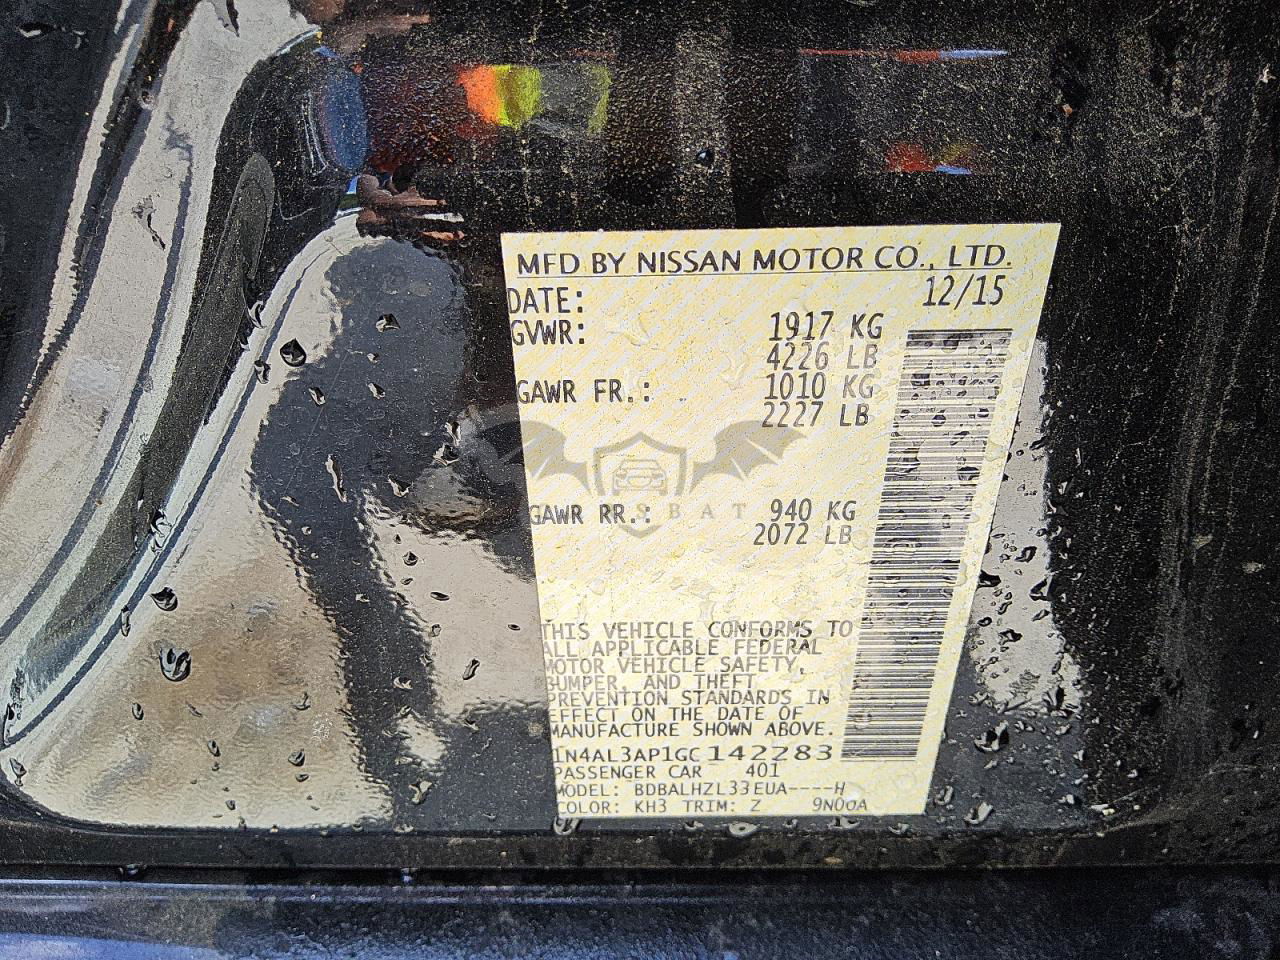 MFD BY NISSAN MOTOR CO., LTD.
DATE: 12/15
GVWR: 1917 KG
4226 LB
GAWR FR.: 1010 KG
2227 LB
SBAT
GAWR RR.: 940 KG
2072 LB
THIS VEHICLE CONFORMS TO
ALL APPLICABLE FEDERAL
MOTOR VEHICLE SAFETY,
BUMPER, AND THEFT
PREVENTION STANDARDS IN
EFFECT ON THE DATE OF
MANUFACTURE SHOWN ABOVE.
1N4AL3AP1GC142283
PASSENGER CAR 401
MODEL: BDBALHZL33EUA----H
COLOR: KH3 TRIM: Z 9N00A